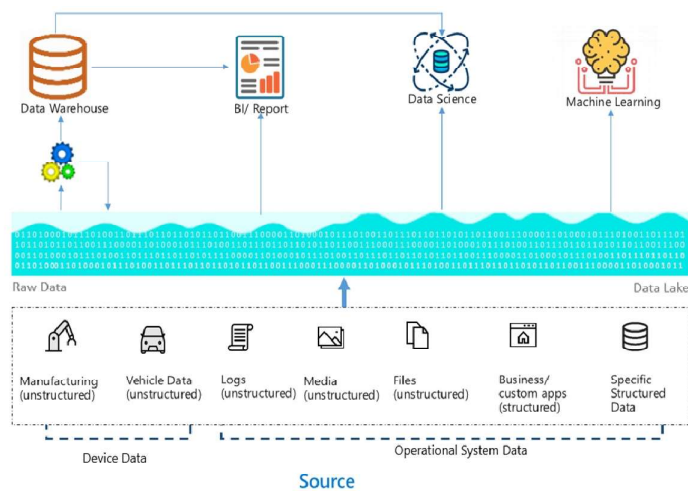 Data Warehouse
BI/ Report
Data Science
Machine Learning
Raw Data
Data Lake
Manufacturing
(unstructured)
Vehicle Data
(unstructured)
Logs
(unstructured)
Media
(unstructured)
Files
(unstructured)
Business/
custom apps
(structured)
Specific
Structured
Data
Device Data
Operational System Data
Source